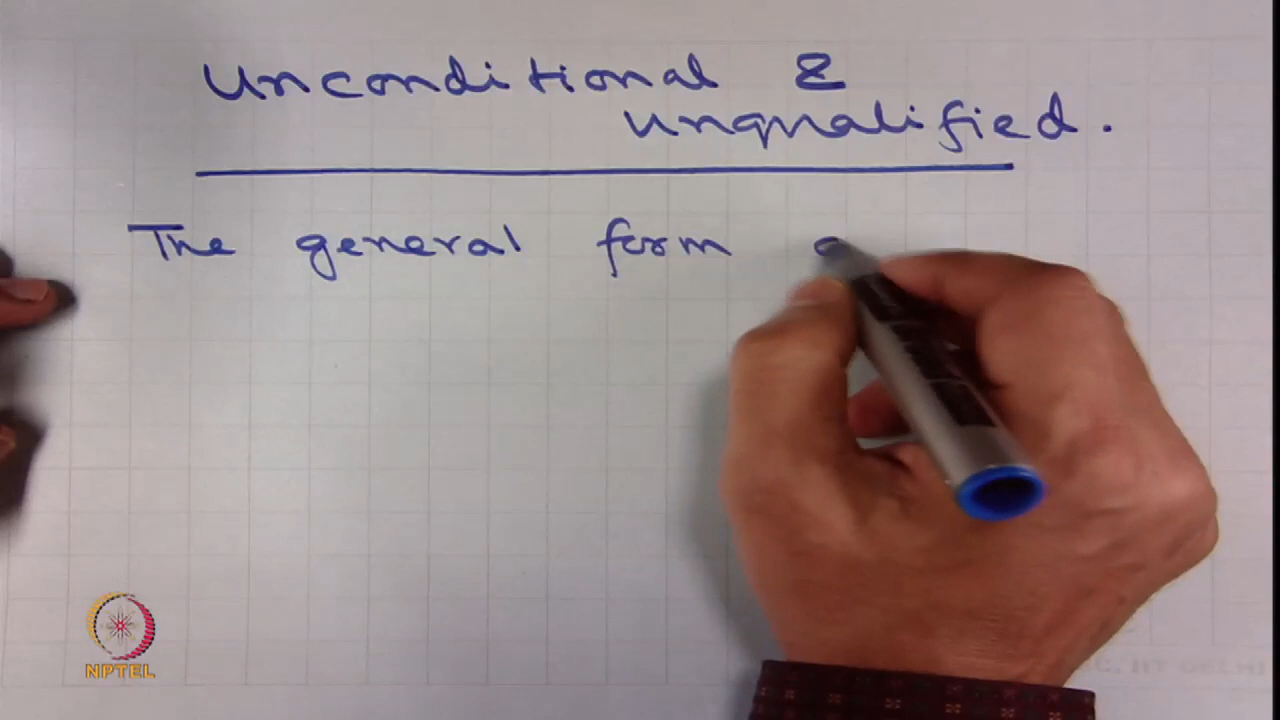 Unconditional &
unqualified.
The general form
NPTEL